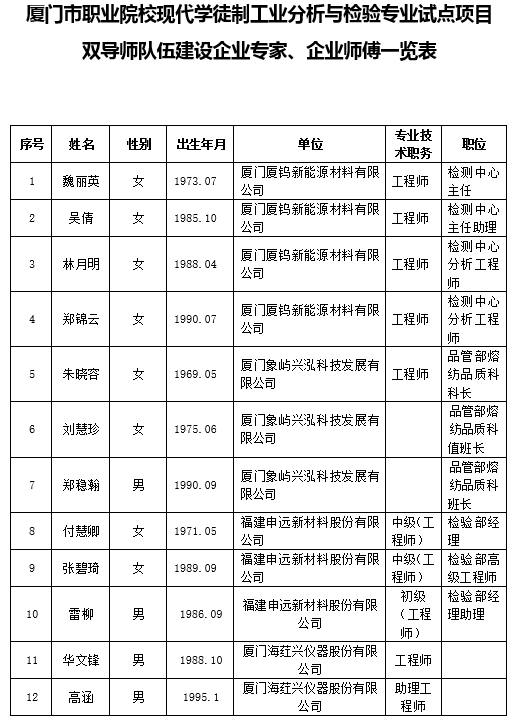 厦门市职业院校现代学徒制工业分析与检验专业试点项目
双导师队伍建设企业专家、企业师傅一览表
序号 姓名 性别 出生年月 单位 专业技术职务 职位
1 魏丽英 女 1973.07 厦门厦钨新能源材料有限公司 工程师 检测中心主任
2 吴倩 女 1985.10 厦门厦钨新能源材料有限公司 工程师 检测中心主任助理
3 林月明 女 1988.04 厦门厦钨新能源材料有限公司 工程师 检测中心分析工程师
4 郑锦云 女 1990.07 厦门厦钨新能源材料有限公司 工程师 检测中心分析工程师
5 朱晓容 女 1969.05 厦门象屿兴泓科技发展有限公司 工程师 品管部熔纺品质科科长
6 刘慧珍 女 1975.06 厦门象屿兴泓科技发展有限公司 品管部熔纺品质科值班长
7 郑稳瀚 男 1990.09 厦门象屿兴泓科技发展有限公司 品管部熔纺品质科班长
8 付慧卿 女 1971.05 福建申远新材料股份有限公司 中级（工程师） 检验部经理
9 张碧琦 女 1989.09 福建申远新材料股份有限公司 中级（工程师） 检验部高级工程师
10 雷柳 男 1986.09 福建申远新材料股份有限公司 初级（工程师） 检验部经理助理
11 华文锋 男 1988.10 厦门海荭兴仪器股份有限公司 工程师
12 高涵 男 1995.1 厦门海荭兴仪器股份有限公司 助理工程师